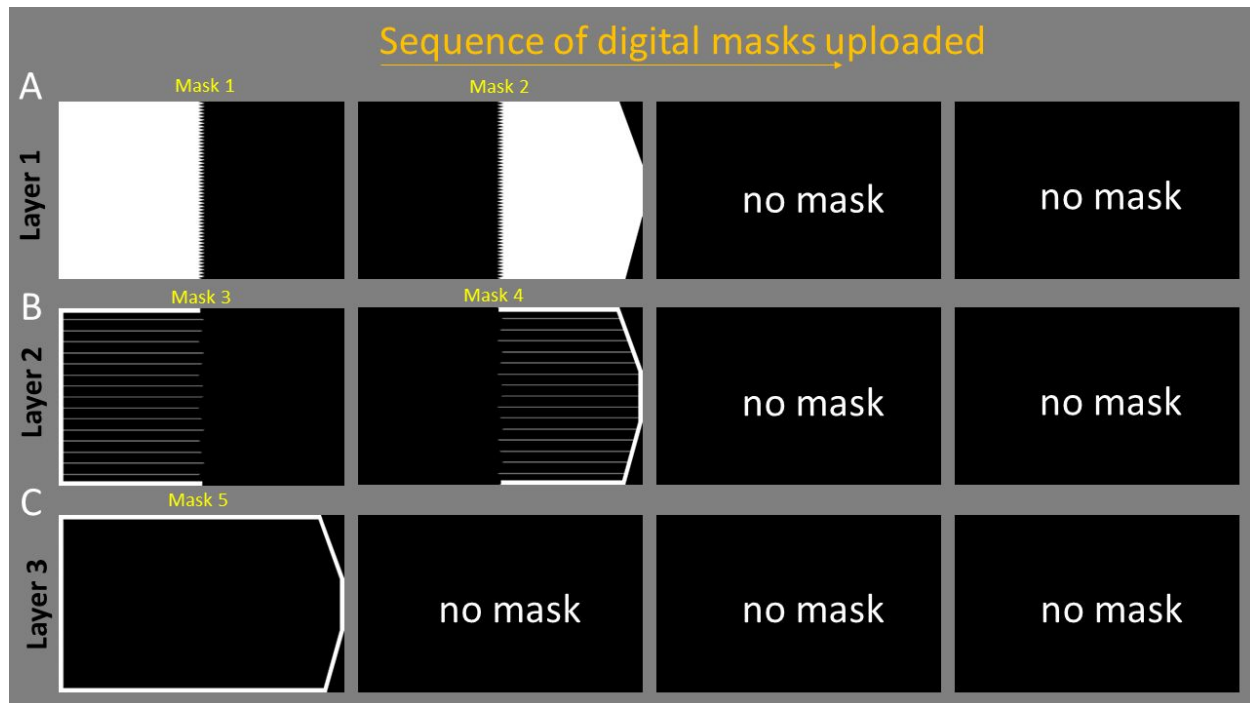 Sequence of digital masks uploaded
A
Mask 1
Mask 2
Layer 1
no mask
no mask
B
Mask 3
Mask 4
Layer 2
no mask
no mask
C
Mask 5
Layer 3
no mask
no mask
no mask